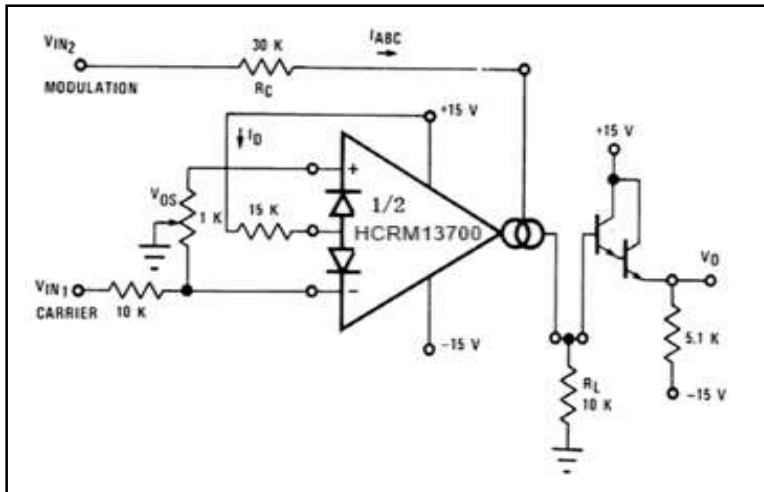 VIN2
MODULATION
30 K
RC
IABC
+15 V
ID
VOS
1 K
15 K
+
1/2
HCRM13700
−
VIN1
CARRIER
10 K
−15 V
+15 V
VO
5.1 K
−15 V
RL
10 K